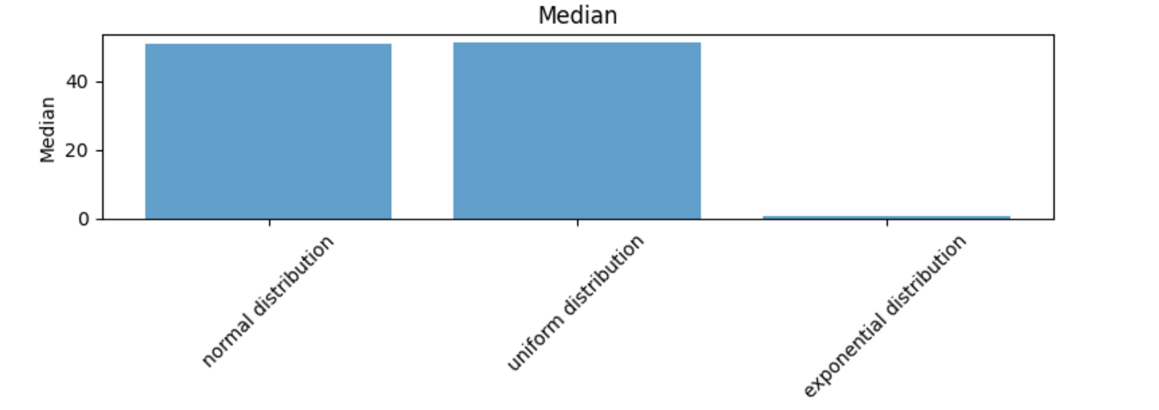 Median
Median
40
20
0
normal distribution
uniform distribution
exponential distribution